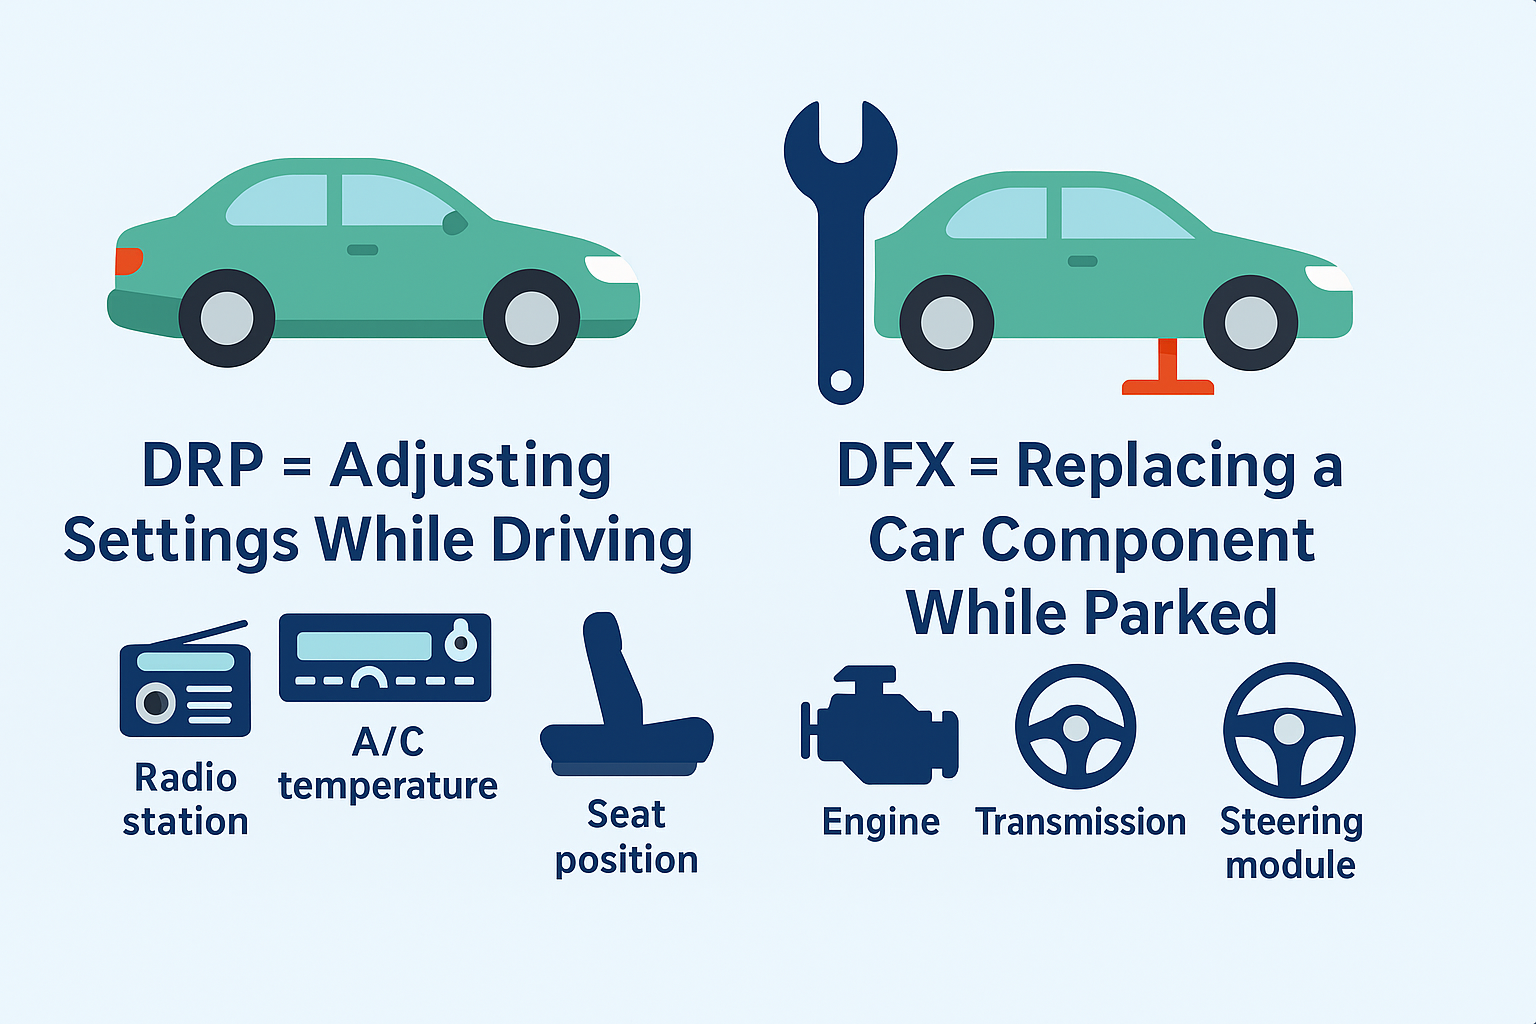 DRP = Adjusting
Settings While Driving
Radio
station
A/C
temperature
Seat
position
DFX = Replacing a
Car Component
While Parked
Engine
Transmission
Steering
module